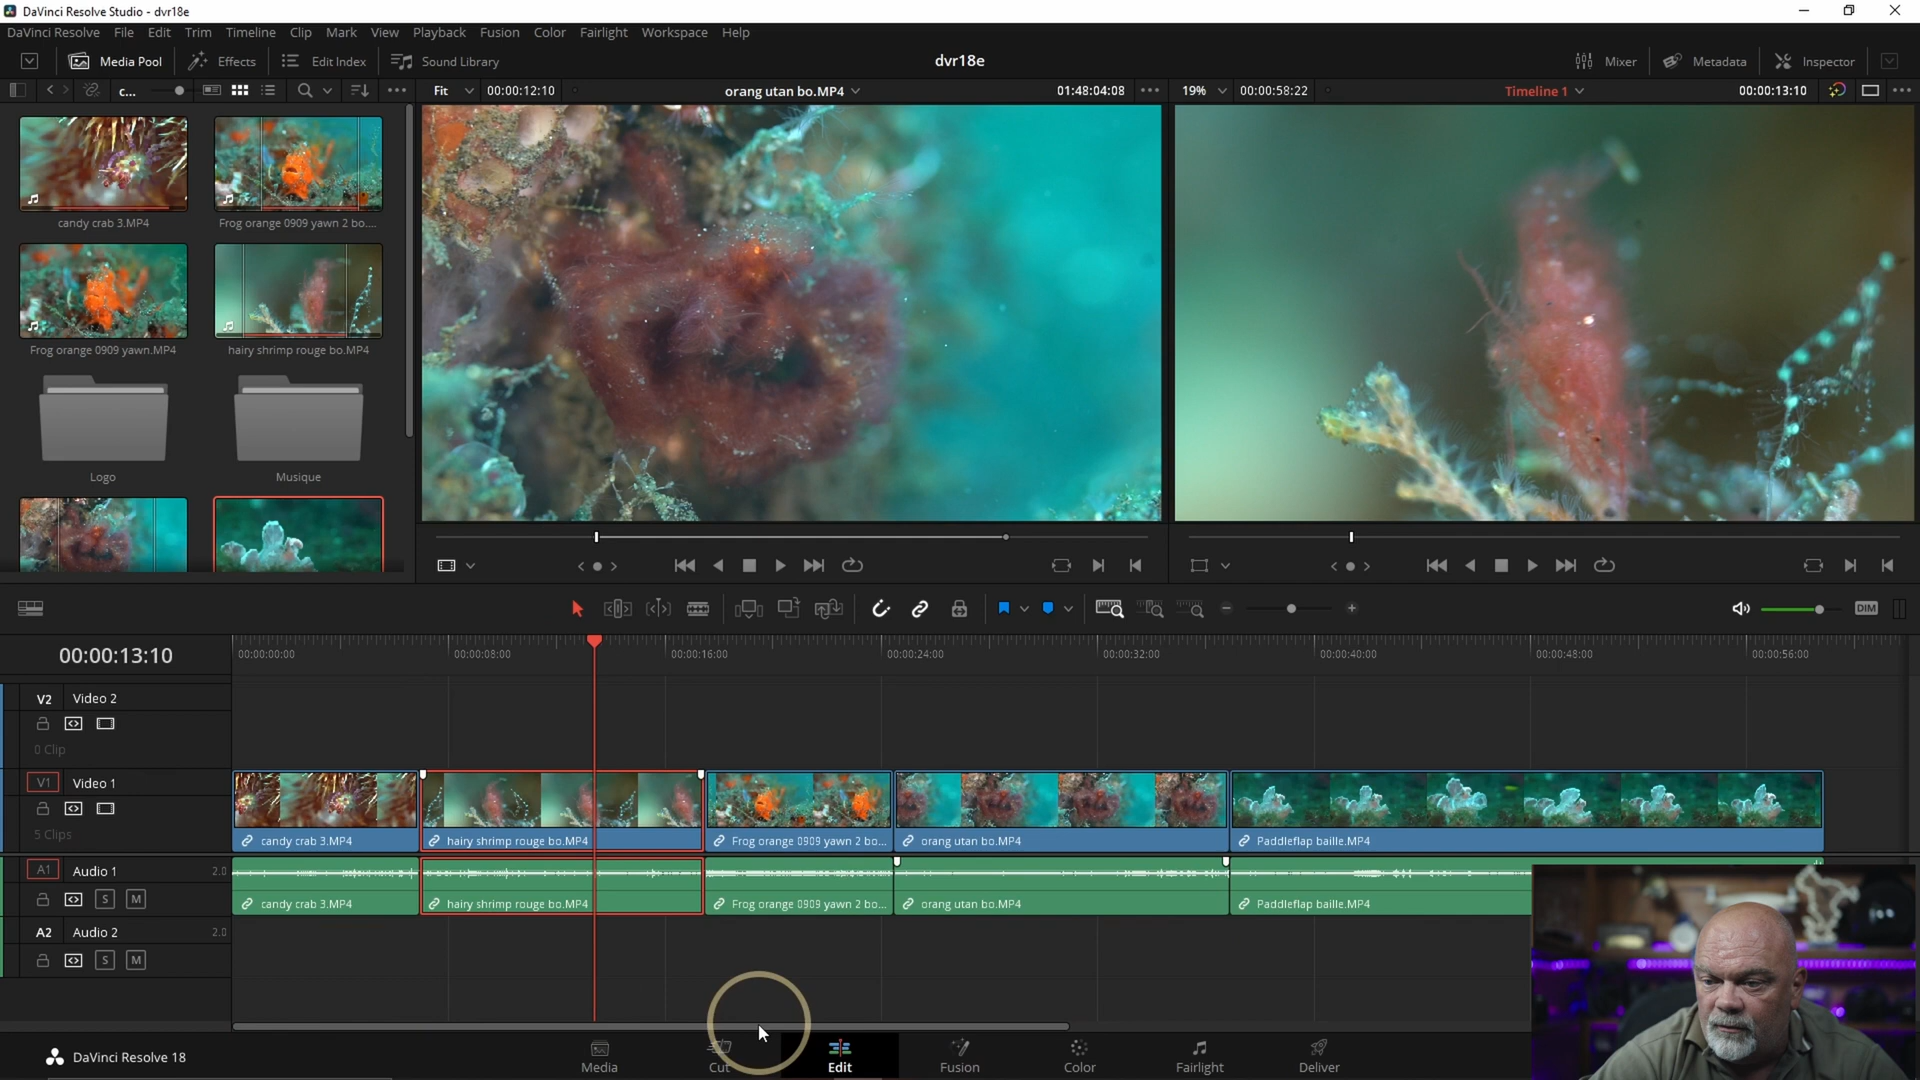 DaVinci Resolve Studio - dvr18e
DaVinci Resolve File Edit Trim Timeline Clip Mark View Playback Fusion Color Fairlight Workspace Help
Media Pool Effects Edit Index Sound Library dvr18e Mixer Metadata Inspector
c... Fit 00:00:12:10 orang utan bo.MP4 01:48:04:08 19% 00:00:58:22 Timeline 1 00:00:13:10
candy crab 3.MP4 Frog orange 0909 yawn 2 bo....
Frog orange 0909 yawn.MP4 hairy shrimp rouge bo.MP4
Logo Musique
DIM
00:00:13:10 00:00:00:00 00:00:08:00 00:00:16:00 00:00:24:00 00:00:32:00 00:00:40:00 00:00:48:00 00:00:56:00
V2 Video 2
0 Clip
V1 Video 1
5 Clips
candy crab 3.MP4 hairy shrimp rouge bo.MP4 Frog orange 0909 yawn 2 bo... orang utan bo.MP4 Paddleflap baille.MP4
A1 Audio 1 2.0
S M
candy crab 3.MP4 hairy shrimp rouge bo.MP4 Frog orange 0909 yawn 2 bo... orang utan bo.MP4 Paddleflap baille.MP4
A2 Audio 2 2.0
S M
DaVinci Resolve 18
Media Cut Edit Fusion Color Fairlight Deliver